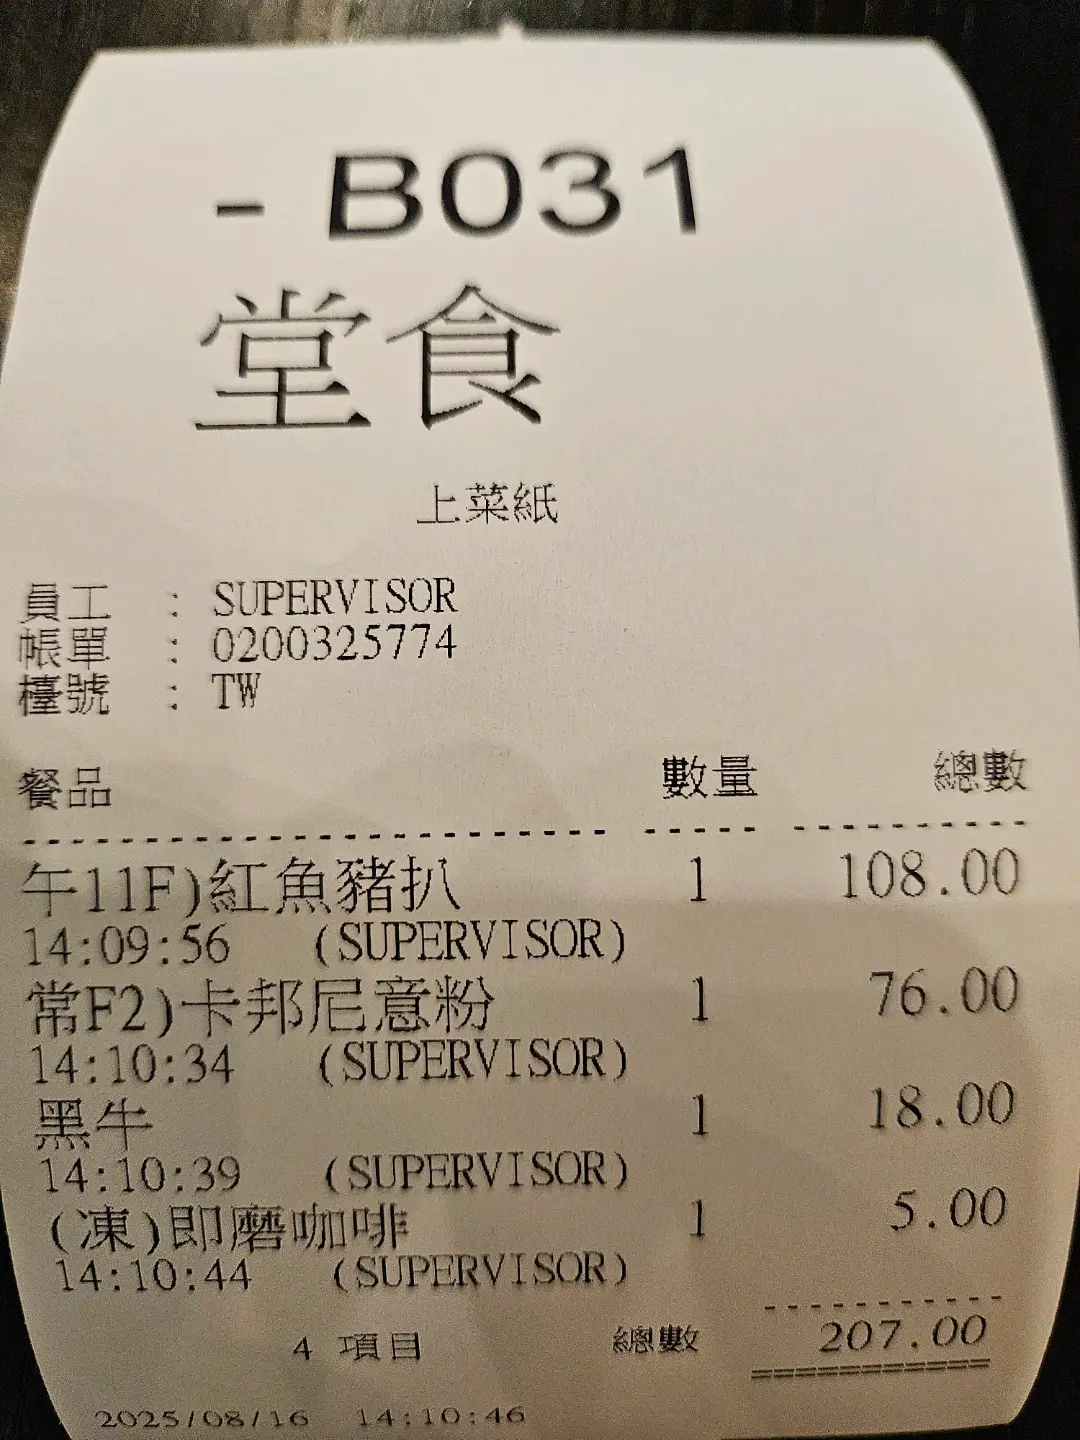 - B031
堂食
上菜紙
員工 : SUPERVISOR
帳單 : 0200325774
檯號 : TW
餐品 數量 總數
午11F)紅魚豬扒 1 108.00
14:09:56 (SUPERVISOR)
常F2)卡邦尼意粉 1 76.00
14:10:34 (SUPERVISOR)
黑牛 1 18.00
14:10:39 (SUPERVISOR)
(凍)即磨咖啡 1 5.00
14:10:44 (SUPERVISOR)
4 項目 總數 207.00
2025/08/16 14:10:46